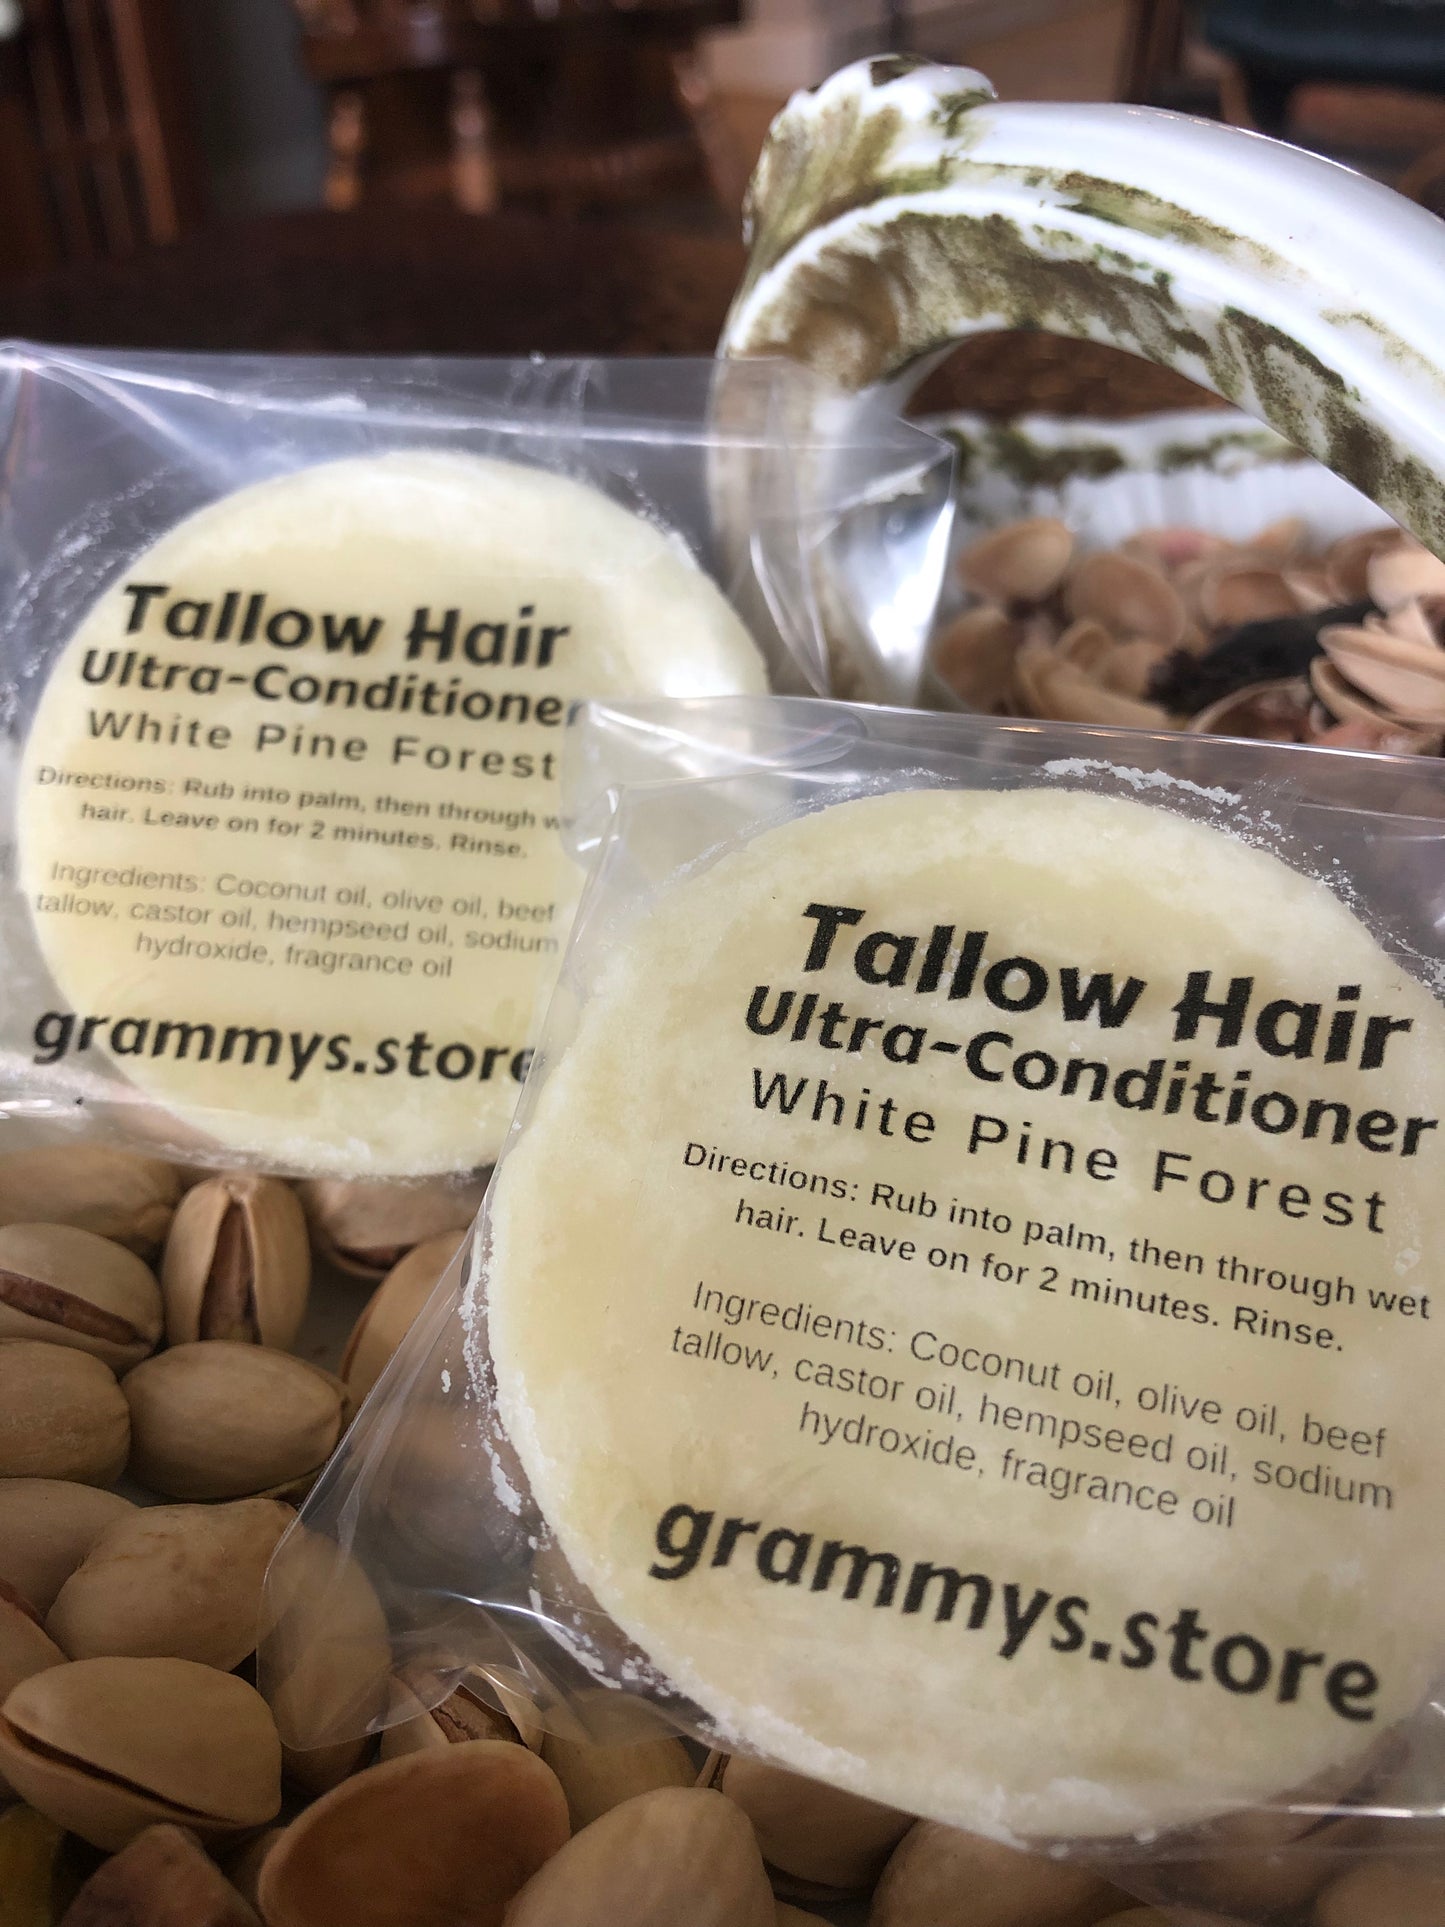 Tallow Hair
Ultra-Conditioner
White Pine Forest
Directions: Rub into palm, then through
hair. Leave on for 2 minutes. Rinse.
Ingredients: Coconut oil, olive oil, beef
tallow, castor oil, hempseed oil, sodium
hydroxide, fragrance oil
grammys.store
Tallow Hair
Ultra-Conditioner
White Pine Forest
Directions: Rub into palm, then through wet
hair. Leave on for 2 minutes. Rinse.
Ingredients: Coconut oil, olive oil, beef
tallow, castor oil, hempseed oil, sodium
hydroxide, fragrance oil
grammys.store